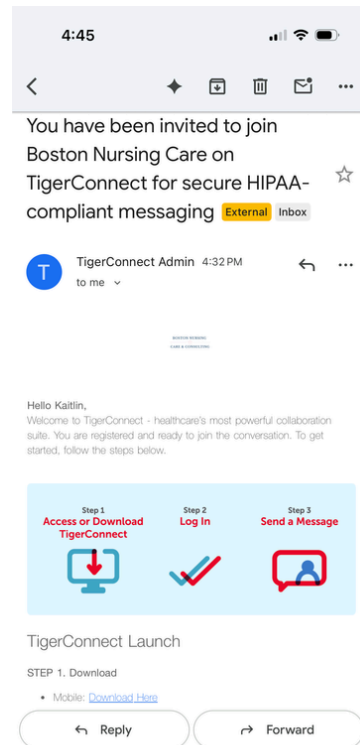 4:45
You have been invited to join
Boston Nursing Care on
TigerConnect for secure HIPAA-
compliant messaging External Inbox
T
TigerConnect Admin 4:32 PM
to me
BOSTON NURSING
CARE & CONSULTING
Hello Kaitlin,
Welcome to TigerConnect - healthcare's most powerful collaboration
suite. You are registered and ready to join the conversation. To get
started, follow the steps below.
Step 1
Access or Download
TigerConnect
Step 2
Log In
Step 3
Send a Message
TigerConnect Launch
STEP 1. Download
• Mobile: Download Here
Reply
Forward